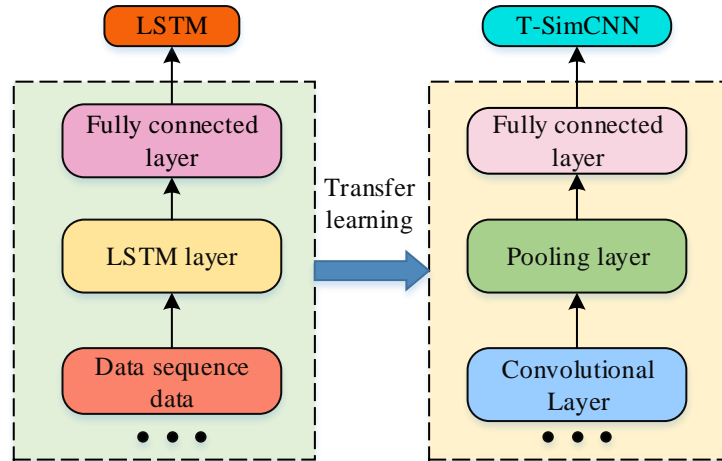 LSTM
Fully connected
layer
LSTM layer
Data sequence
data
Transfer
learning
T-SimCNN
Fully connected
layer
Pooling layer
Convolutional
Layer